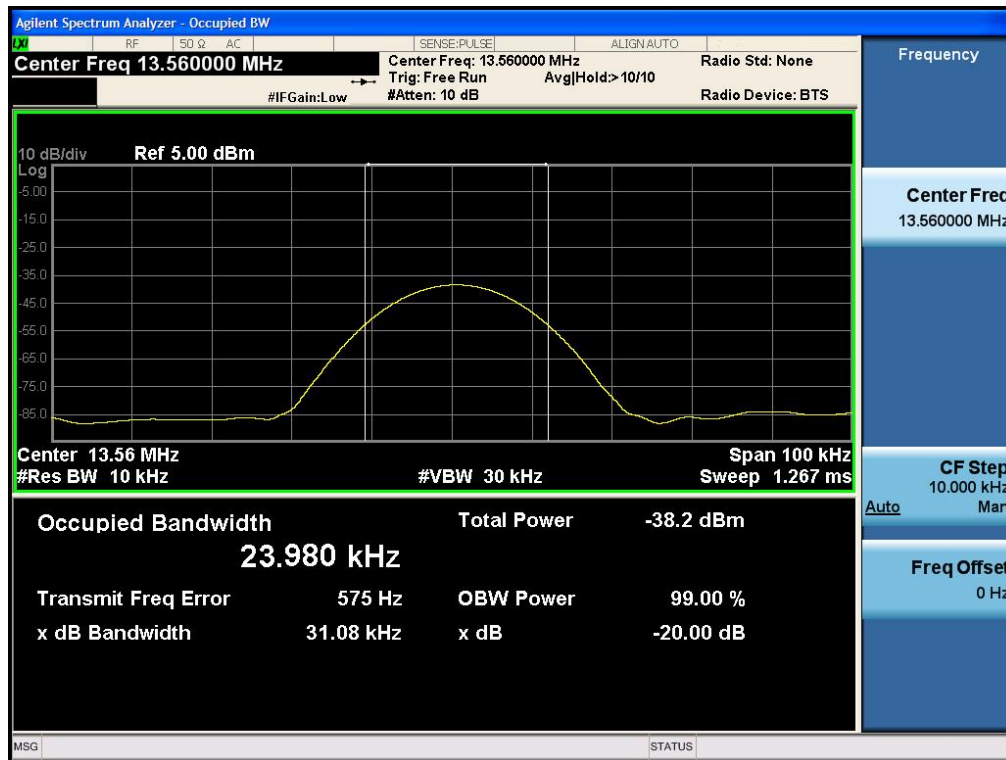 Agilent Spectrum Analyzer - Occupied BW
LXI RF 50 Ω AC SENSE:PULSE ALIGN AUTO
Center Freq 13.560000 MHz
Center Freq: 13.560000 MHz Radio Std: None
Trig: Free Run Avg|Hold:> 10/10
#IFGain:Low #Atten: 10 dB Radio Device: BTS
10 dB/div Ref 5.00 dBm
Log
-5.00
-15.0
-25.0
-35.0
-45.0
-55.0
-65.0
-75.0
-85.0
Center 13.56 MHz Span 100 kHz
#Res BW 10 kHz #VBW 30 kHz Sweep 1.267 ms
Occupied Bandwidth Total Power -38.2 dBm
23.980 kHz
Transmit Freq Error 575 Hz OBW Power 99.00 %
x dB Bandwidth 31.08 kHz x dB -20.00 dB
MSG STATUS
Frequency
Center Freq
13.560000 MHz
CF Step
10.000 kHz
Auto Man
Freq Offset
0 Hz